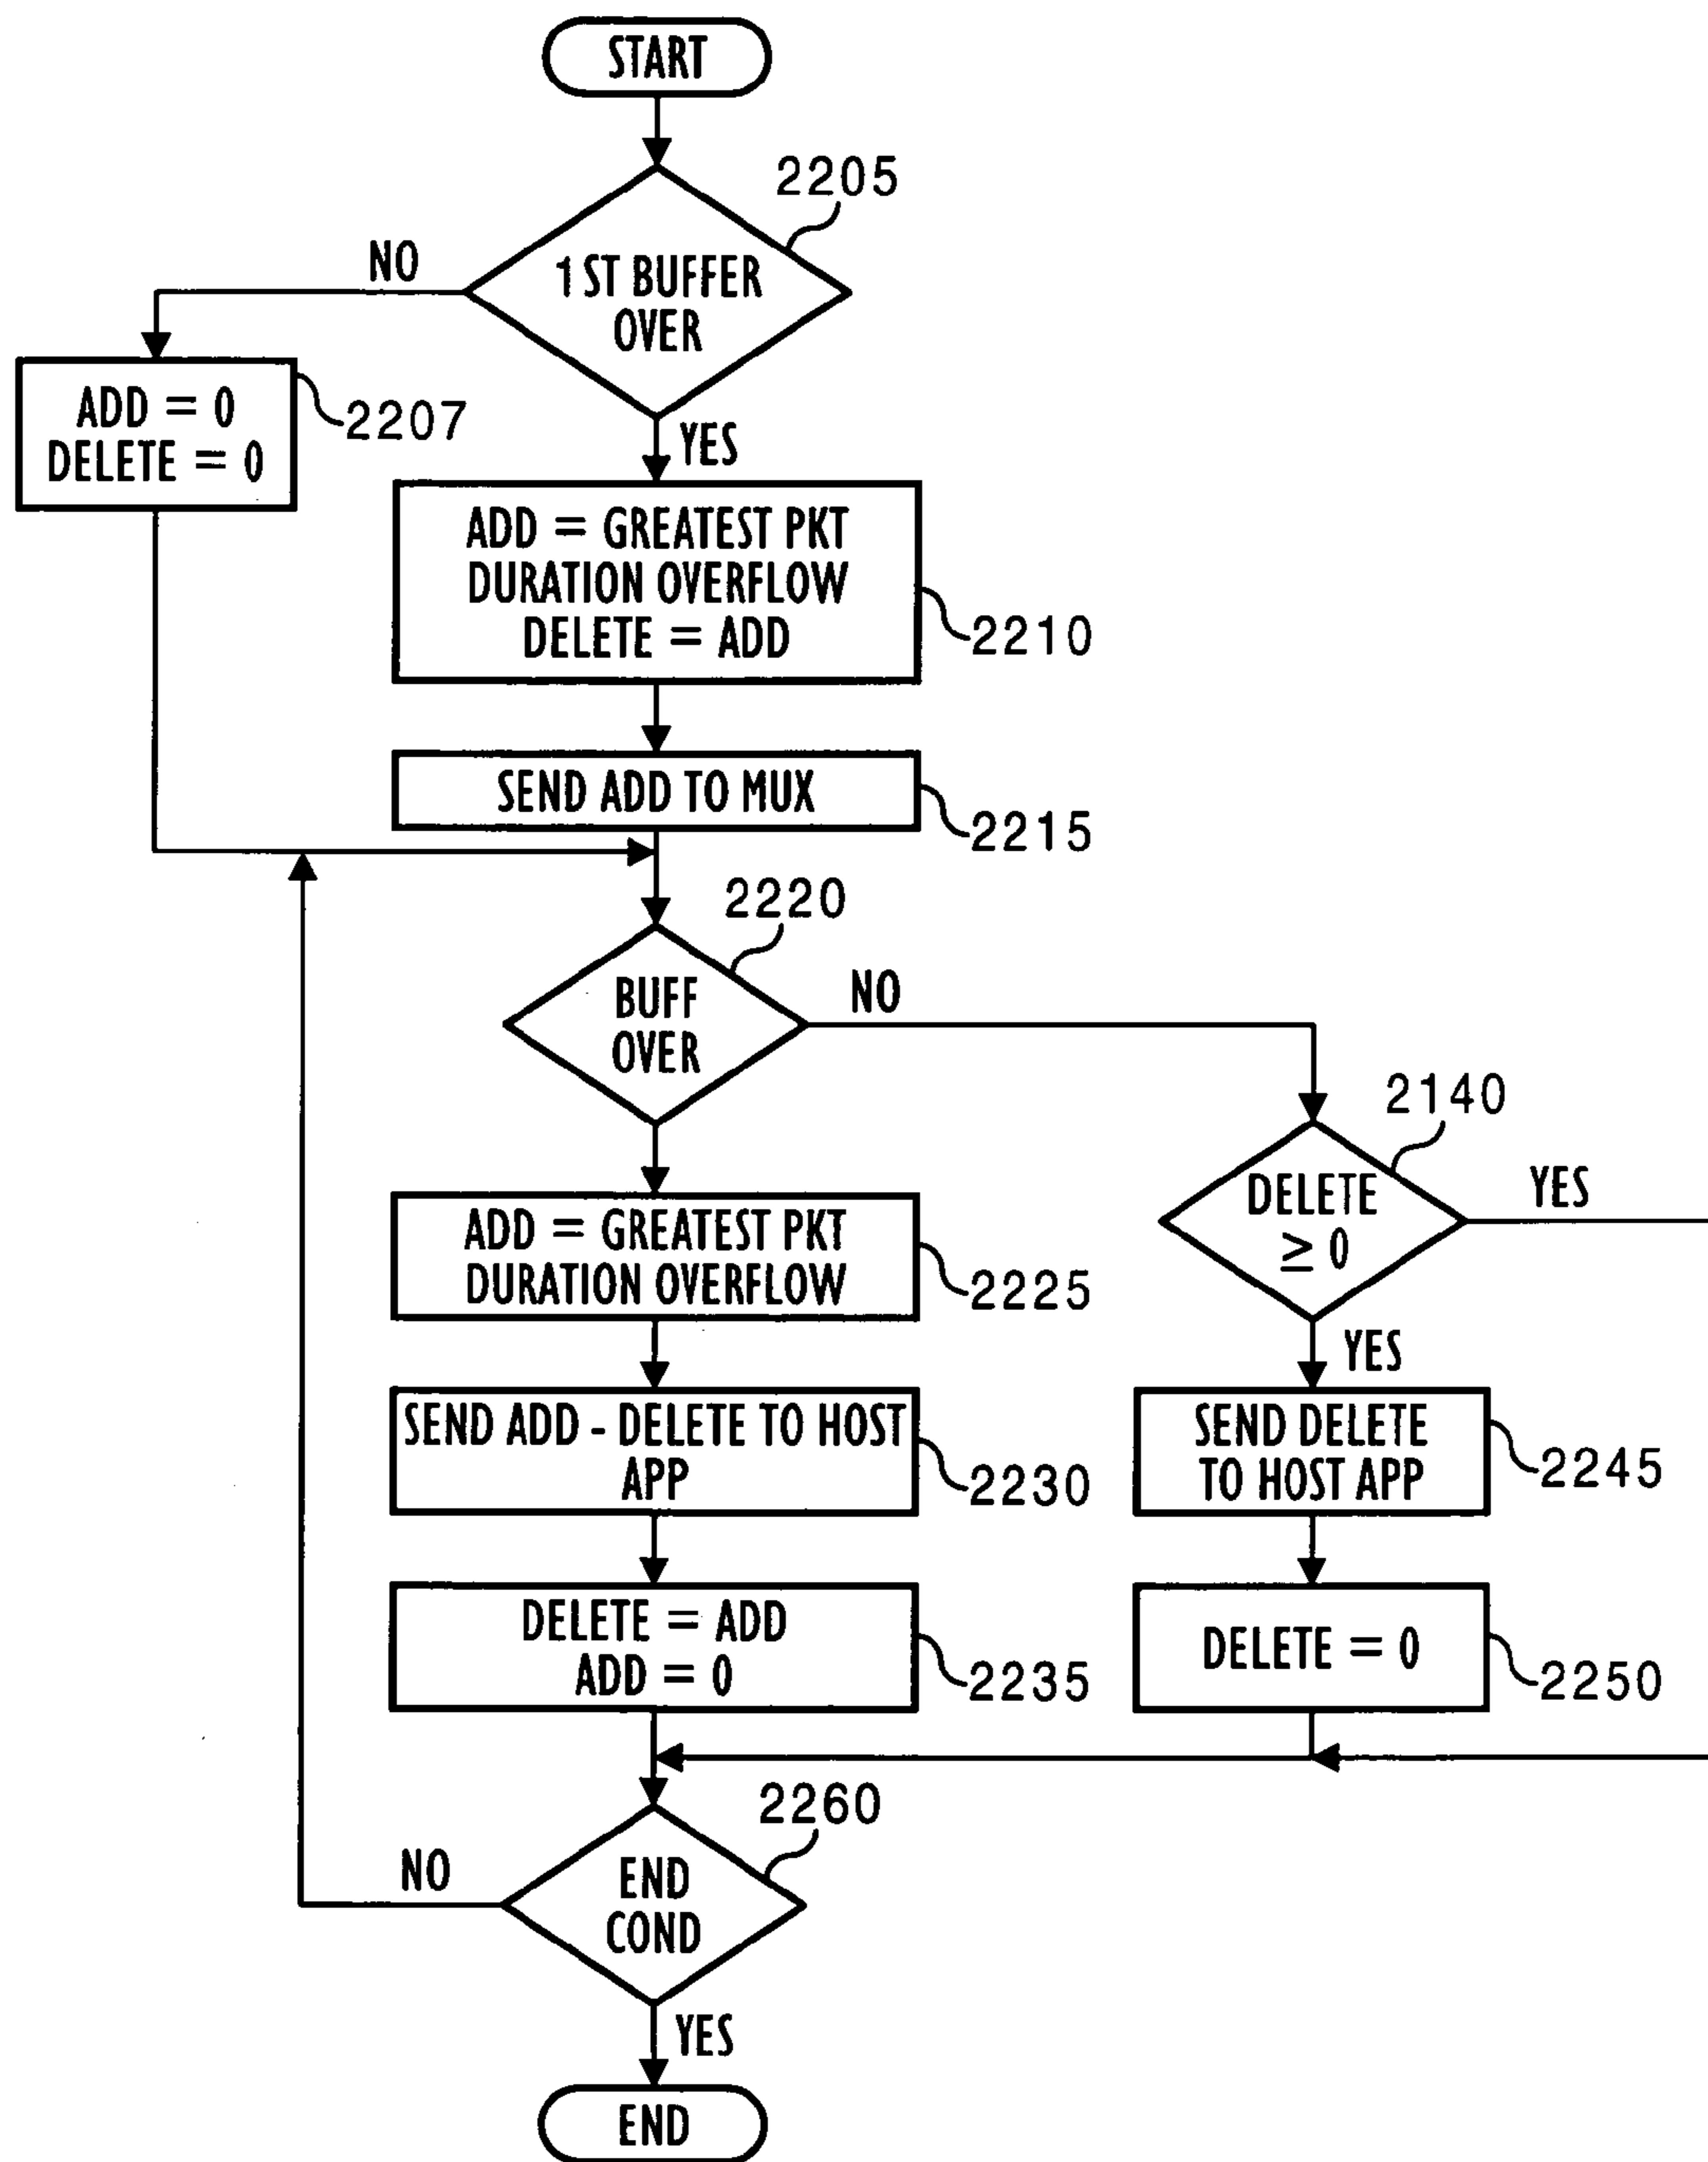 START
2205
NO
1 ST BUFFER
OVER
ADD = 0
DELETE = 0
2207
YES
ADD = GREATEST PKT
DURATION OVERFLOW
DELETE = ADD
2210
SEND ADD TO MUX
2215
2220
BUFF
OVER
NO
2140
DELETE
≥ 0
YES
ADD = GREATEST PKT
DURATION OVERFLOW
2225
YES
SEND ADD - DELETE TO HOST
APP
2230
SEND DELETE
TO HOST APP
2245
DELETE = ADD
ADD = 0
2235
DELETE = 0
2250
2260
NO
END
COND
YES
END